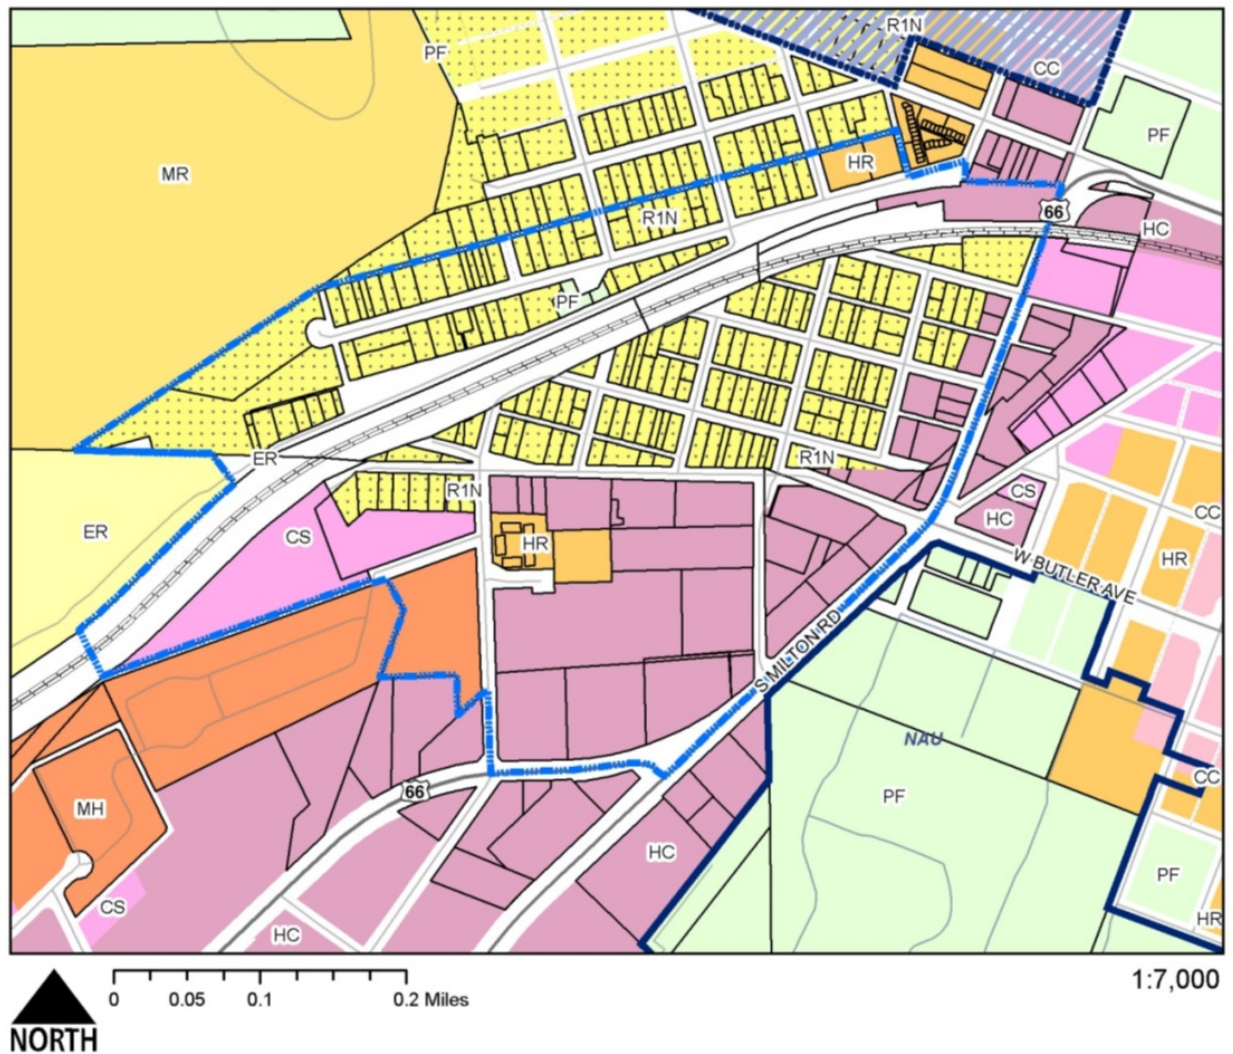 R1N
PF
CC
PF
HR
MR
66
R1N
HC
PF
R1N
ER
R1N
CS
HC
CC
ER
CS
HR
HR
W BUTLER AVE
S MILTON RD
NAU
CC
66
PF
MH
HC
PF
CS
HR
HC
0 0.05 0.1 0.2 Miles
1:7,000
NORTH